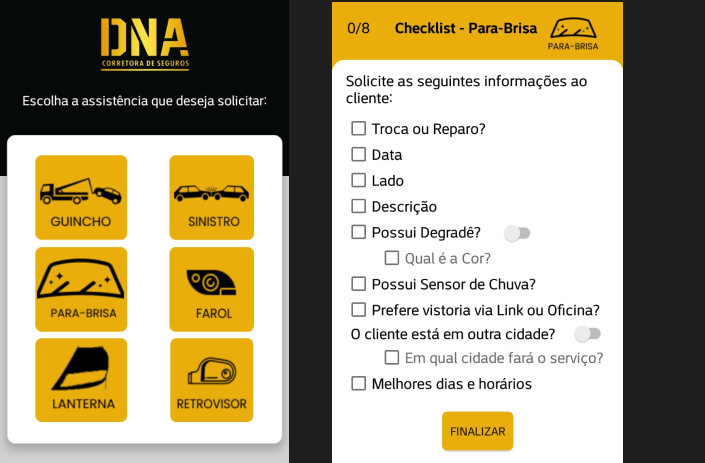 DNA
CORRETORA DE SEGUROS
Escolha a assistência que deseja solicitar:
GUINCHO
SINISTRO
PARA-BRISA
FAROL
LANTERNA
RETROVISOR
0/8
Checklist - Para-Brisa
PARA-BRISA
Solicite as seguintes informações ao
cliente:
Troca ou Reparo?
Data
Lado
Descrição
Possui Degradê?
Qual é a Cor?
Possui Sensor de Chuva?
Prefere vistoria via Link ou Oficina?
O cliente está em outra cidade?
Em qual cidade fará o serviço?
Melhores dias e horários
FINALIZAR